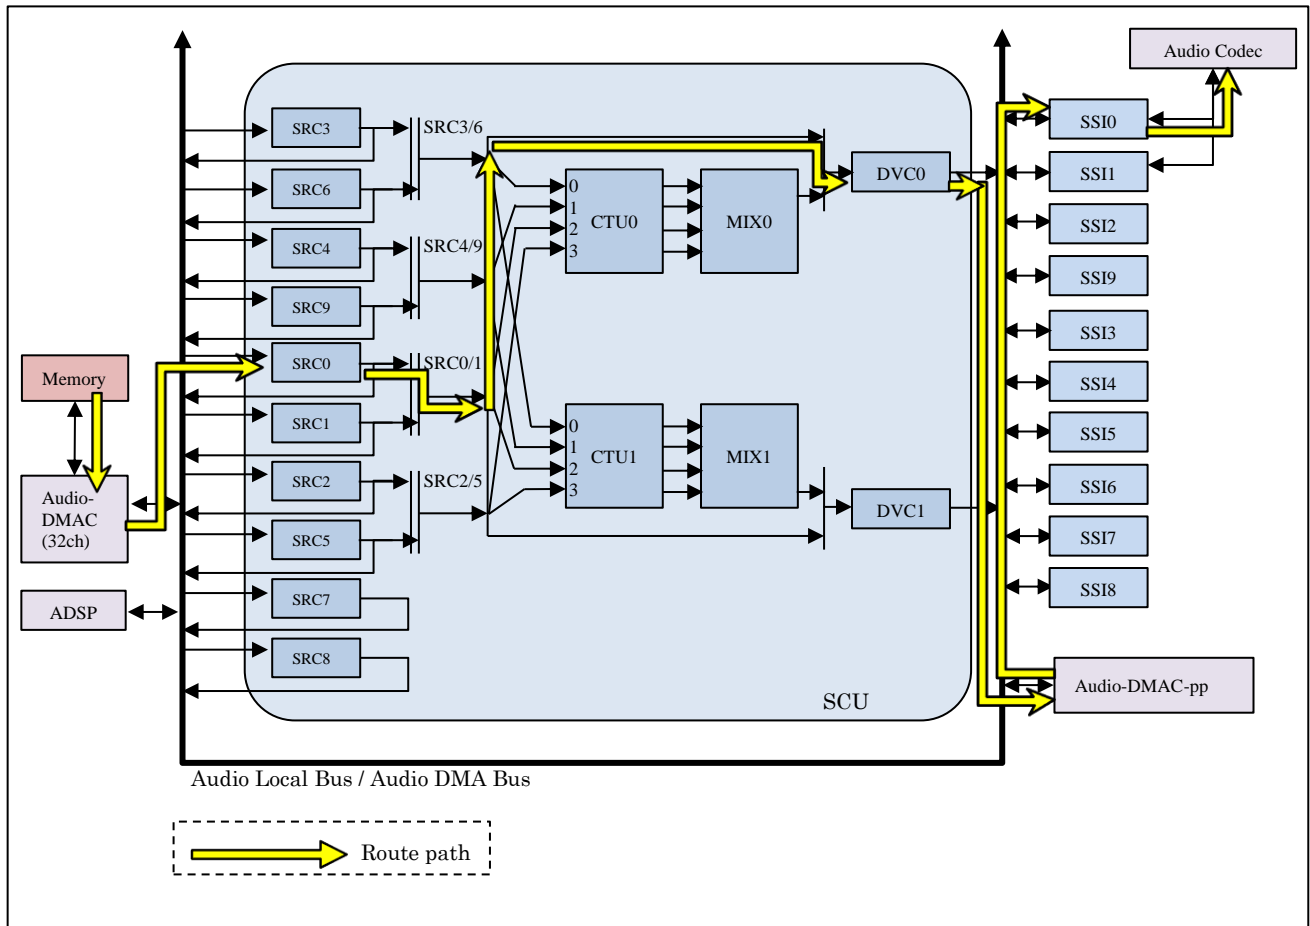 Audio Codec
SRC3
SRC3/6
SSI0
SRC6
DVC0
SSI1
0
1
2
3
CTU0
MIX0
SSI2
SRC4
SRC4/9
SSI9
SRC9
SSI3
Memory
SRC0
SRC0/1
SSI4
SRC1
0
1
2
3
CTU1
MIX1
SSI5
SRC2
SRC2/5
SSI6
Audio-
DMAC
(32ch)
DVC1
SRC5
SSI7
SSI8
ADSP
SRC7
SRC8
SCU
Audio-DMAC-pp
Audio Local Bus / Audio DMA Bus
Route path